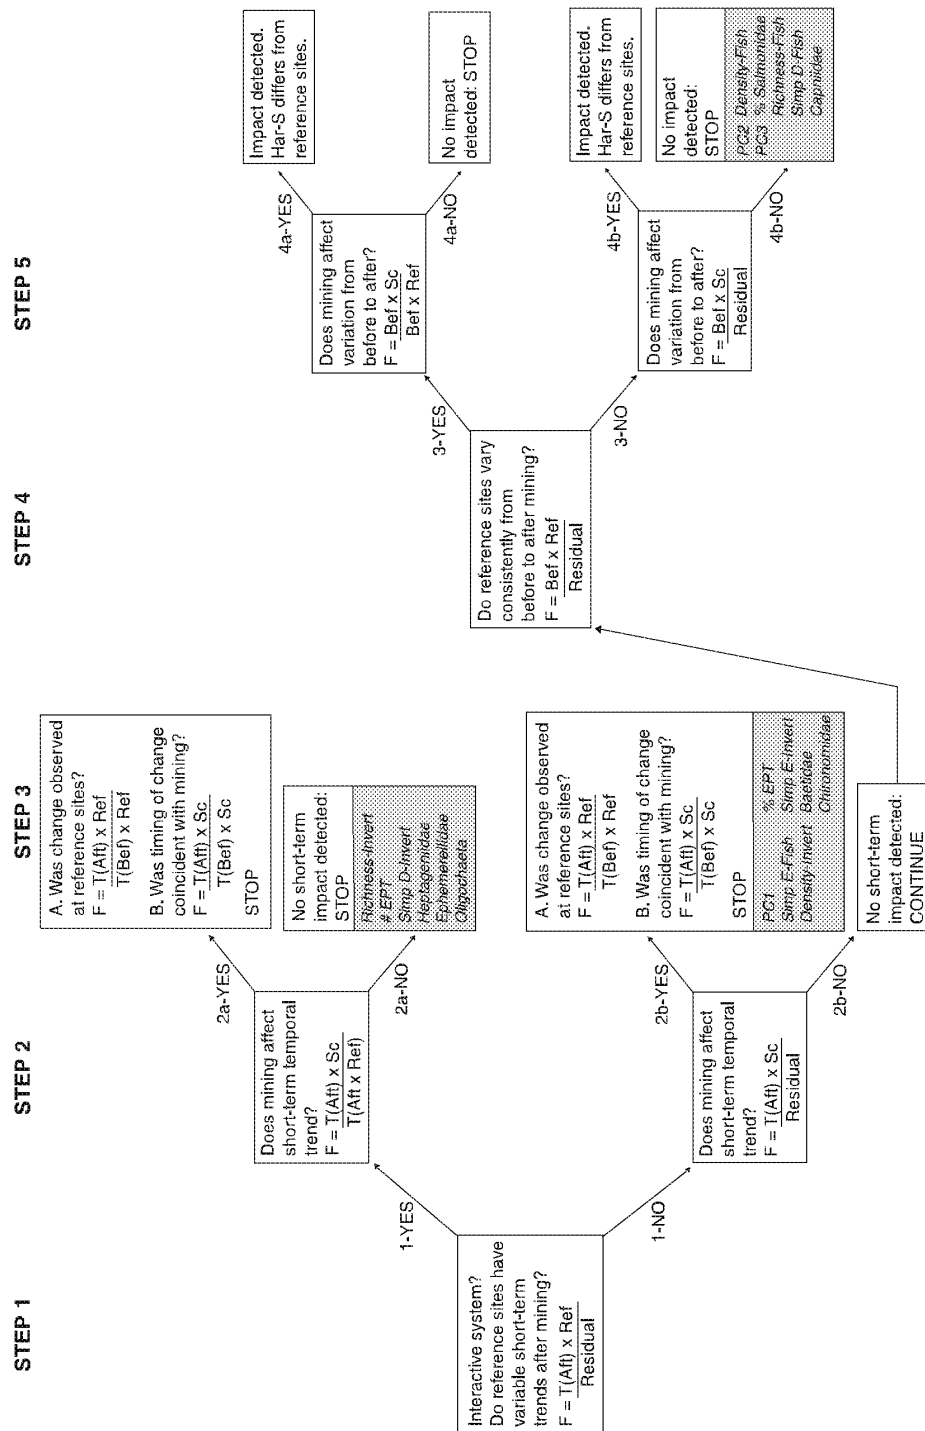 STEP 1
STEP 2
STEP 3
STEP 4
STEP 5
Interactive system?
Do reference sites have
variable short-term
trends after mining?
F = T(Aft) x Ref
Residual
1-YES
1-NO
Does mining affect
short-term temporal
trend?
F = T(Aft) x Sc
T(Aft x Ref)
2a-YES
2a-NO
A. Was change observed
at reference sites?
F = T(Aft) x Ref
T(Bef) x Ref
B. Was timing of change
coincident with mining?
F = T(Aft) x Sc
T(Bef) x Sc
STOP
No short-term
impact detected:
STOP
Richness-Invert
# EPT
Simp D-Invert
Heptageniidae
Ephemerellidae
Oligochaeta
Does mining affect
short-term temporal
trend?
F = T(Aft) x Sc
Residual
2b-YES
2b-NO
A. Was change observed
at reference sites?
F = T(Aft) x Ref
T(Bef) x Ref
B. Was timing of change
coincident with mining?
F = T(Aft) x Sc
T(Bef) x Sc
STOP
PC1 % EPT
Simp E-Fish Simp E-Invert
Density-Invert Baetidae
Chironomidae
No short-term
impact detected:
CONTINUE
Do reference sites vary
consistently from
before to after mining?
F = Bef x Ref
Residual
3-YES
3-NO
Does mining affect
variation from
before to after?
F = Bef x Sc
Bef x Ref
4a-YES
4a-NO
Impact detected.
Har-S differs from
reference sites.
No impact
detected: STOP
Does mining affect
variation from
before to after?
F = Bef x Sc
Residual
4b-YES
4b-NO
Impact detected.
Har-S differs from
reference sites.
No impact
detected:
STOP
PC2 Density-Fish
PC3 % Salmonidae
Richness-Fish
Simp D-Fish
Capniidae